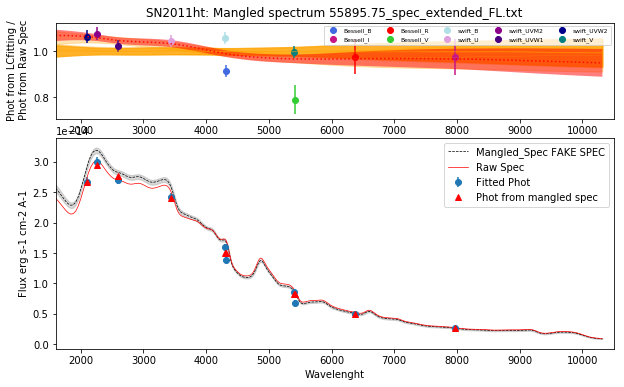 SN2011ht: Mangled spectrum 55895.75_spec_extended_FL.txt
Phot from LCfitting /
Phot from Raw Spec
1.0
0.8
Bessell_B Bessell_R swift_B swift_UVM2 swift_UVW2
Bessell_I Bessell_V swift_U swift_UVW1 swift_V
2000 3000 4000 5000 6000 7000 8000 9000 10000
1e−14
Flux erg s-1 cm-2 A-1
3.0
2.5
2.0
1.5
1.0
0.5
0.0
Mangled_Spec FAKE SPEC
Raw Spec
Fitted Phot
Phot from mangled spec
2000 3000 4000 5000 6000 7000 8000 9000 10000
Wavelenght